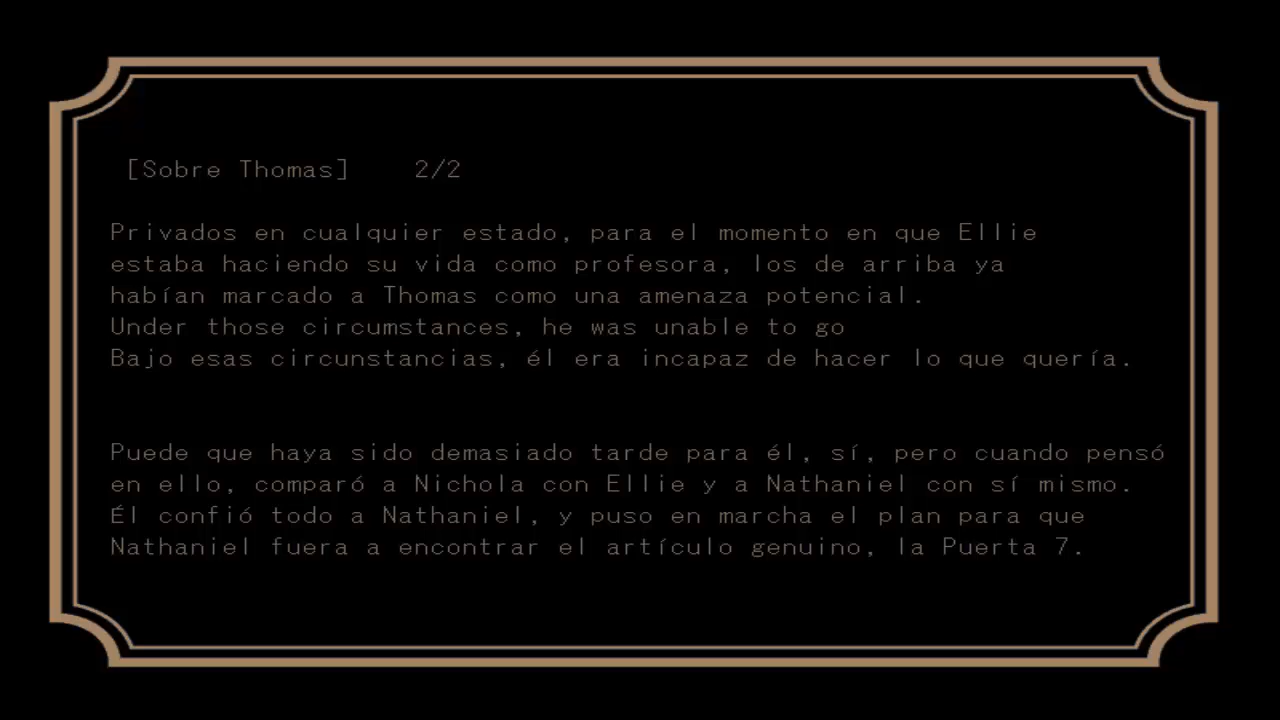 [Sobre Thomas] 2/2
Privados en cualquier estado, para el momento en que Ellie
estaba haciendo su vida como profesora, los de arriba ya
habían marcado a Thomas como una amenaza potencial.
Under those circumstances, he was unable to go
Bajo esas circunstancias, él era incapaz de hacer lo que quería.
Puede que haya sido demasiado tarde para él, sí, pero cuando pensó
en ello, comparó a Nichola con Ellie y a Nathaniel con sí mismo.
Él confió todo a Nathaniel, y puso en marcha el plan para que
Nathaniel fuera a encontrar el artículo genuino, la Puerta 7.